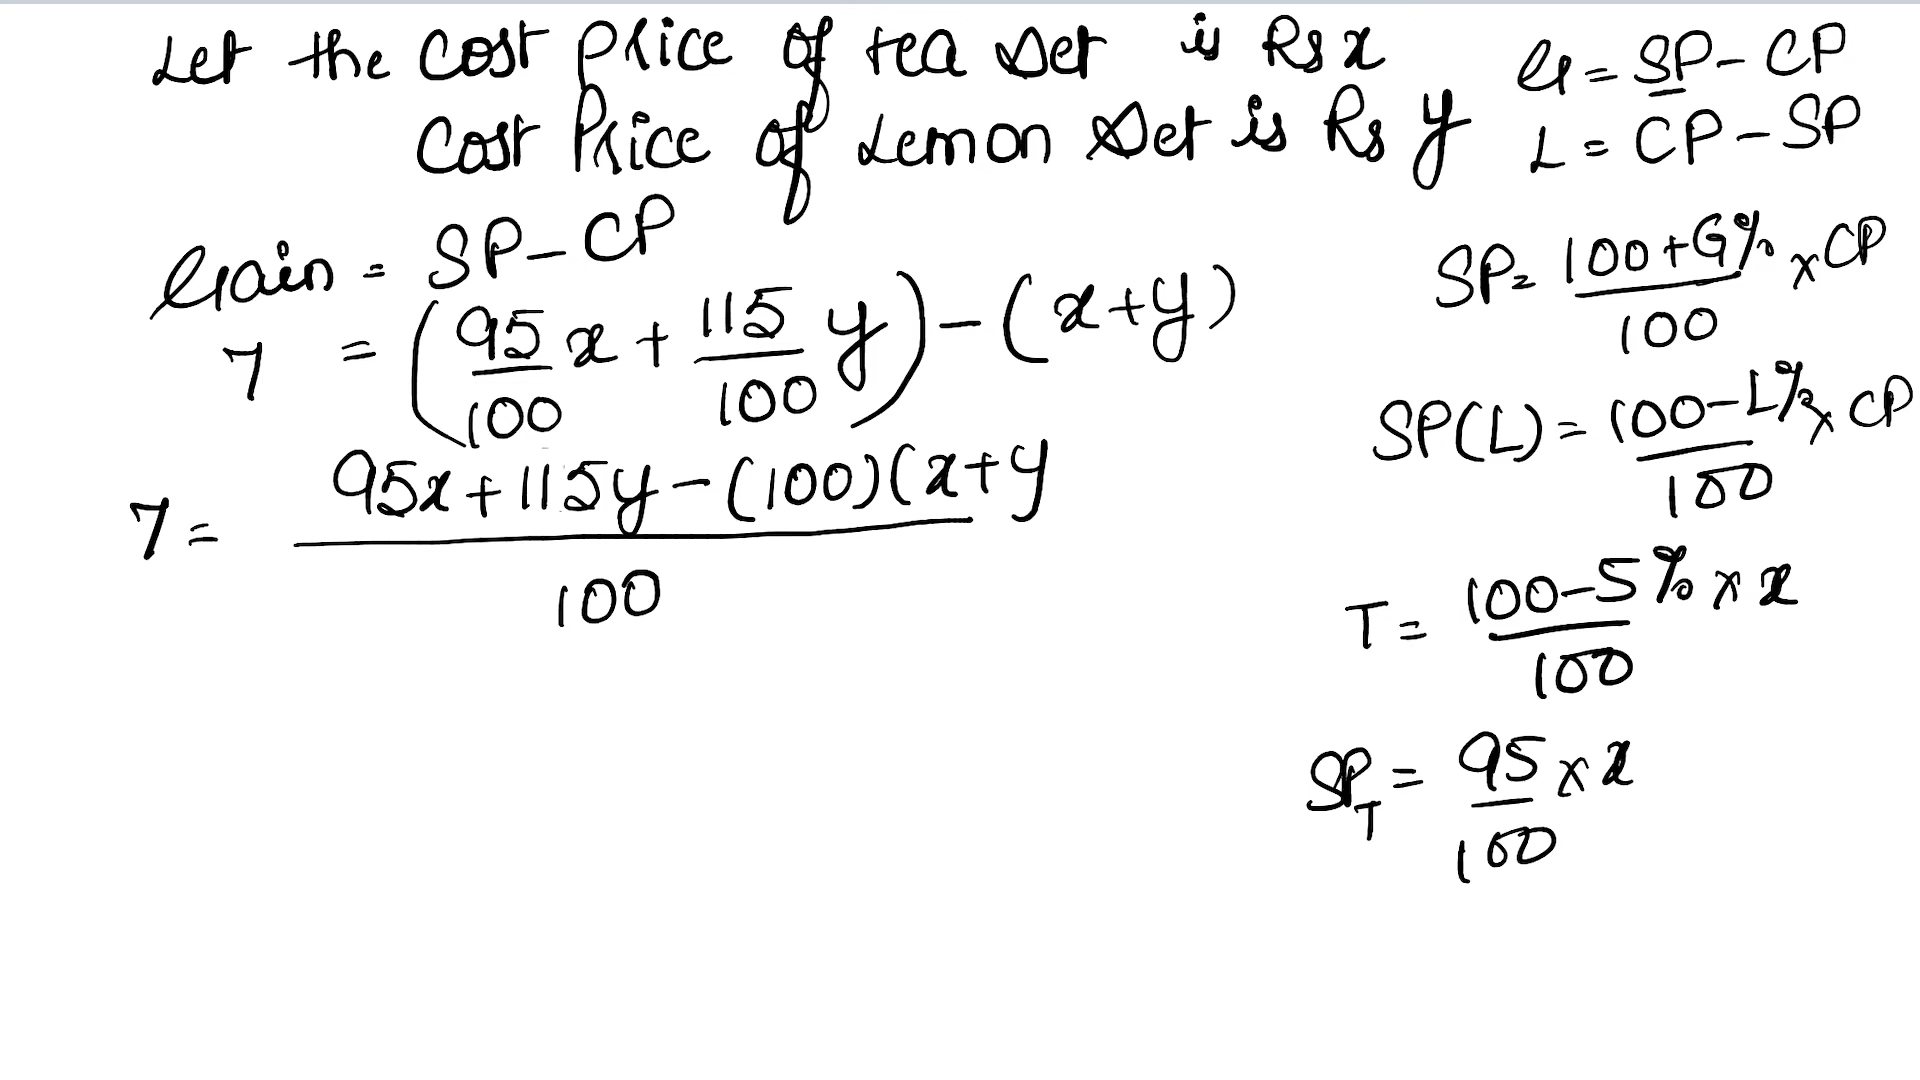 Let the cost price of tea set is Rs x
Cost Price of Lemon Set is Rs y
Gain = SP - CP
7 = (95/100 x + 115/100 y) - (x+y)
7 = 95x + 115y - (100)(x+y
100
G = SP - CP
L = CP - SP
SP = 100+G%/100 x CP
SP(L) = 100-L%/100 x CP
T = 100-5%/100 x x
SP_T = 95/100 x x